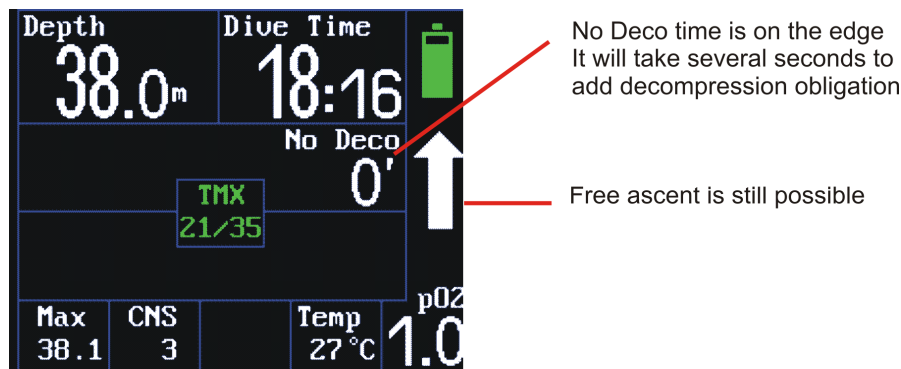 Depth
38.0m
Dive Time
18:16
No Deco
0'
TMX
21/35
Max
38.1
CNS
3
Temp
27°C
pO2
1.0
No Deco time is on the edge
It will take several seconds to
add decompression obligation
Free ascent is still possible